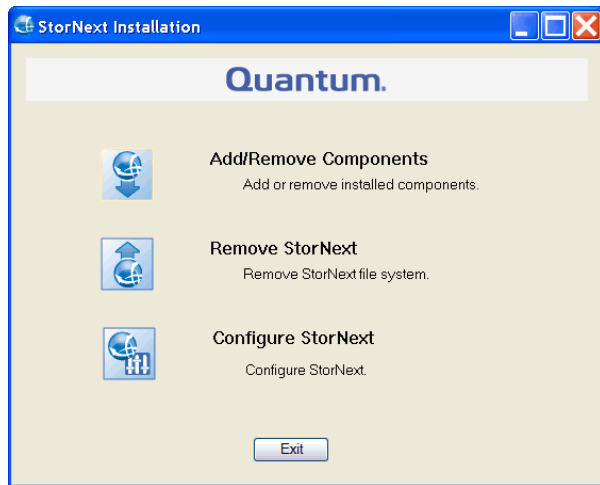 StorNext Installation
Quantum.
Add/Remove Components
Add or remove installed components.
Remove StorNext
Remove StorNext file system.
Configure StorNext
Configure StorNext.
Exit